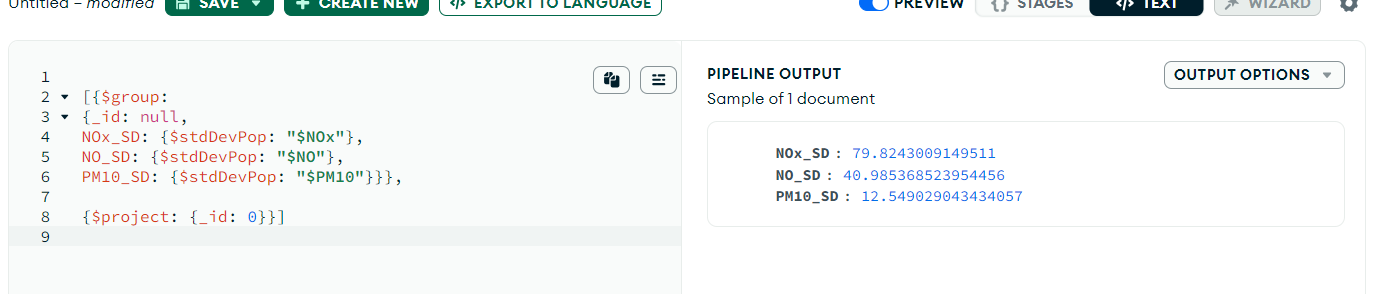 Untitled – modified SAVE CREATE NEW EXPORT TO LANGUAGE PREVIEW {} STAGES </> TEXT WIZARD
PIPELINE OUTPUT
OUTPUT OPTIONS
Sample of 1 document
1
2 [{$group:
3 {_id: null,
4 NOx_SD: {$stdDevPop: "$NOx"},
5 NO_SD: {$stdDevPop: "$NO"},
6 PM10_SD: {$stdDevPop: "$PM10"}}},
7
8 {$project: {_id: 0}}]
9
NOx_SD : 79.8243009149511
NO_SD : 40.985368523954456
PM10_SD : 12.549029043434057